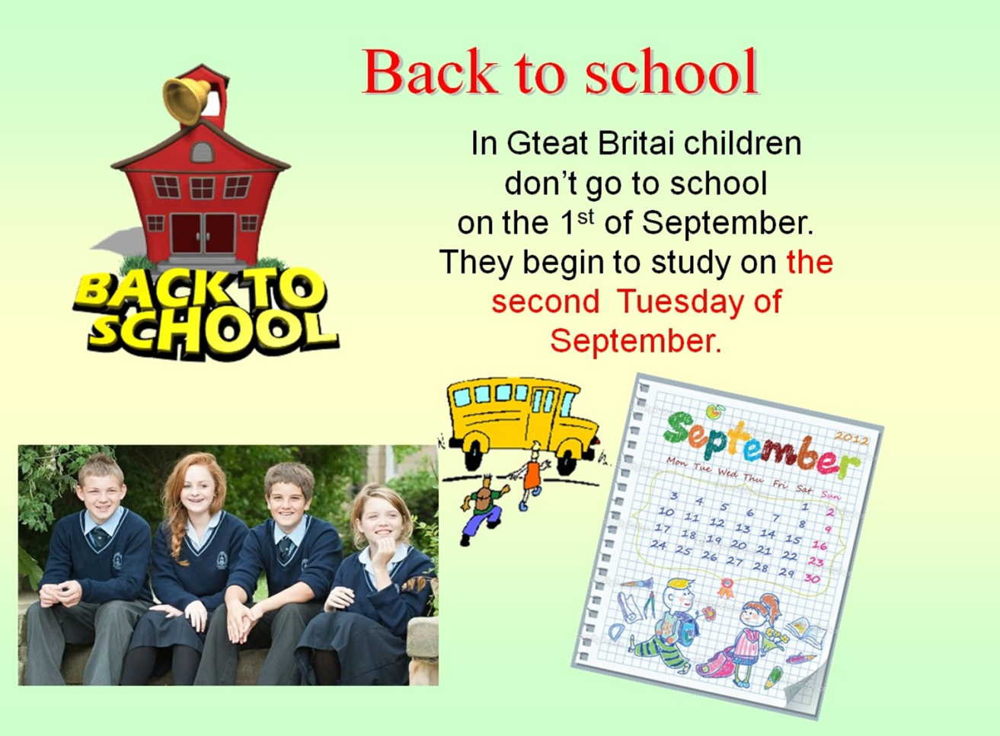 Back to school
In Gteat Britai children
don't go to school
on the 1st of September.
They begin to study on the
second Tuesday of
September.
BACK TO
SCHOOL
2012
September
Mon Tue Wed Thu Fri Sat Sun
1 2
3 4 5 6 7 8 9
10 11 12 13 14 15 16
17 18 19 20 21 22 23
24 25 26 27 28 29 30